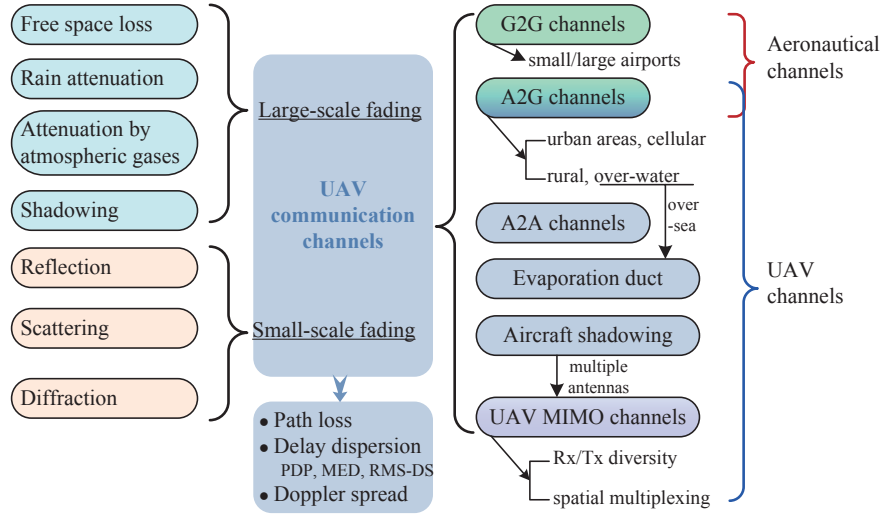 Free space loss
Rain attenuation
Attenuation by
atmospheric gases
Shadowing
Reflection
Scattering
Diffraction
Large-scale fading
UAV
communication
channels
Small-scale fading
• Path loss
• Delay dispersion
PDP, MED, RMS-DS
• Doppler spread
G2G channels
small/large airports
A2G channels
urban areas, cellular
rural, over-water
over
-sea
A2A channels
Evaporation duct
Aircraft shadowing
multiple
antennas
UAV MIMO channels
Rx/Tx diversity
spatial multiplexing
Aeronautical
channels
UAV
channels